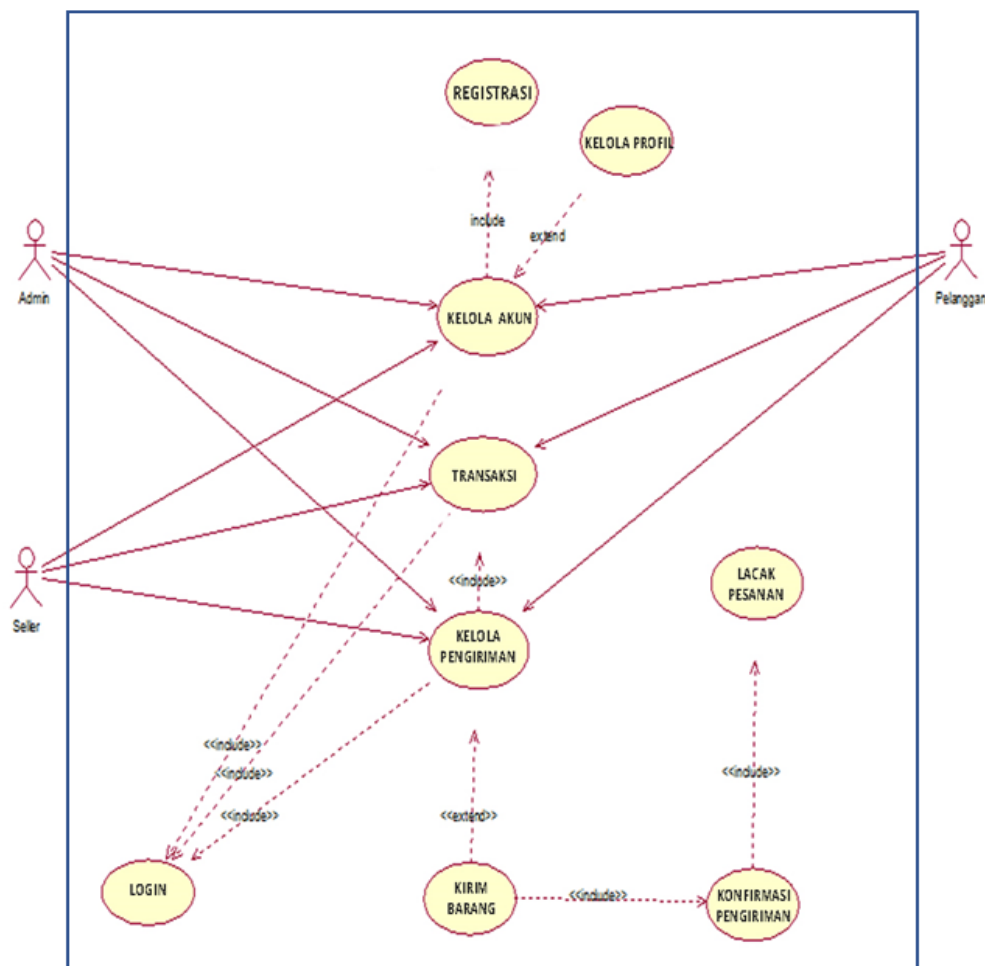 REGISTRASI
KELOLA PROFIL
include
extend
Admin
Pelanggan
KELOLA AKUN
TRANSAKSI
Seller
<<include>>
LACAK
PESANAN
KELOLA
PENGIRIMAN
<<include>>
<<include>>
<<include>>
<<include>>
<<extend>>
LOGIN
KIRIM
BARANG
<<include>>
KONFIRMASI
PENGIRIMAN